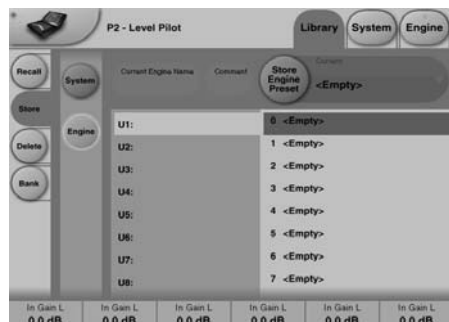 P2 - Level Pilot
Library System Engine
Recall
Store
Delete
Bank
System
Engine
Current Engine Name Comment
Store Engine Preset
Current
<Empty>
U1:
U2:
U3:
U4:
U5:
U6:
U7:
U8:
0 <Empty>
1 <Empty>
2 <Empty>
3 <Empty>
4 <Empty>
5 <Empty>
6 <Empty>
7 <Empty>
In Gain L In Gain L In Gain L In Gain L In Gain L In Gain L
0.0 dB 0.0 dB 0.0 dB 0.0 dB 0.0 dB 0.0 dB